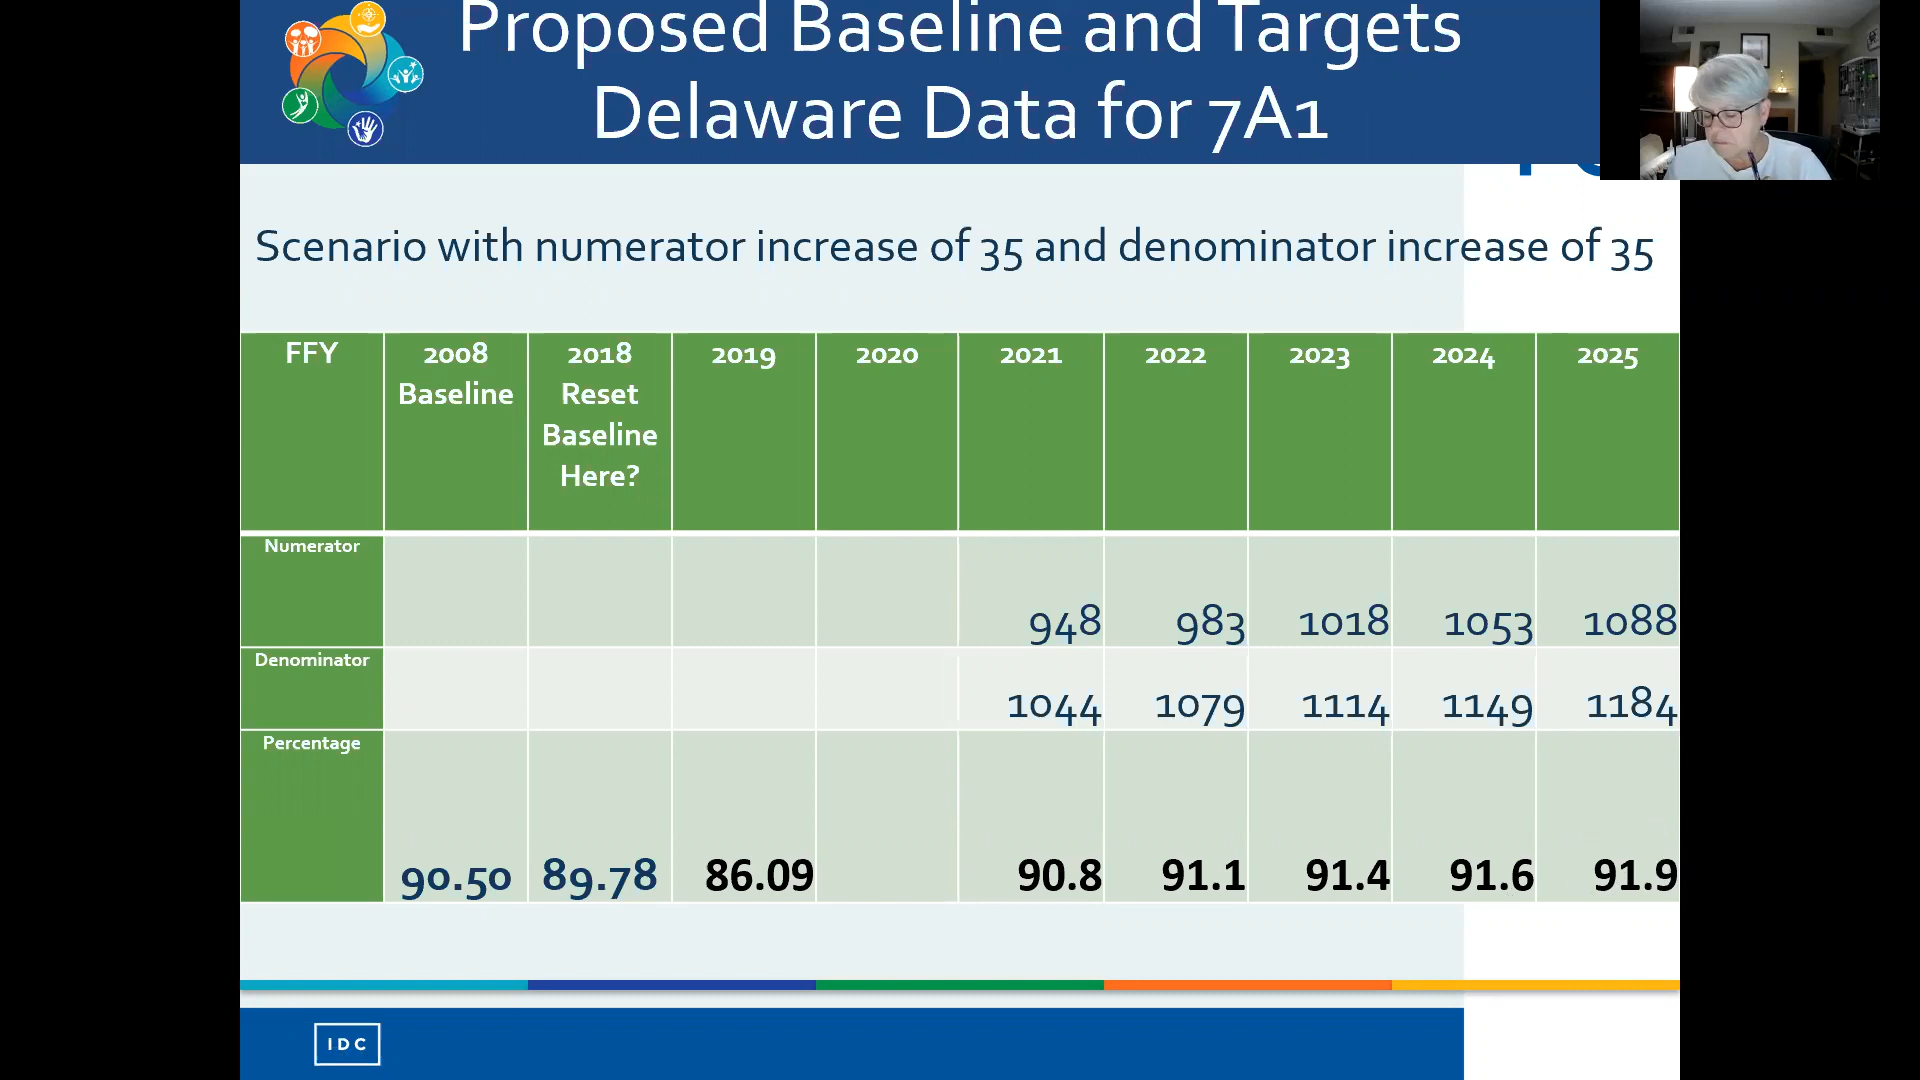 Proposed Baseline and Targets
Delaware Data for 7A1
Scenario with numerator increase of 35 and denominator increase of 35
FFY 2008 Baseline 2018 Reset Baseline Here? 2019 2020 2021 2022 2023 2024 2025
Numerator 948 983 1018 1053 1088
Denominator 1044 1079 1114 1149 1184
Percentage 90.50 89.78 86.09 90.8 91.1 91.4 91.6 91.9
IDC